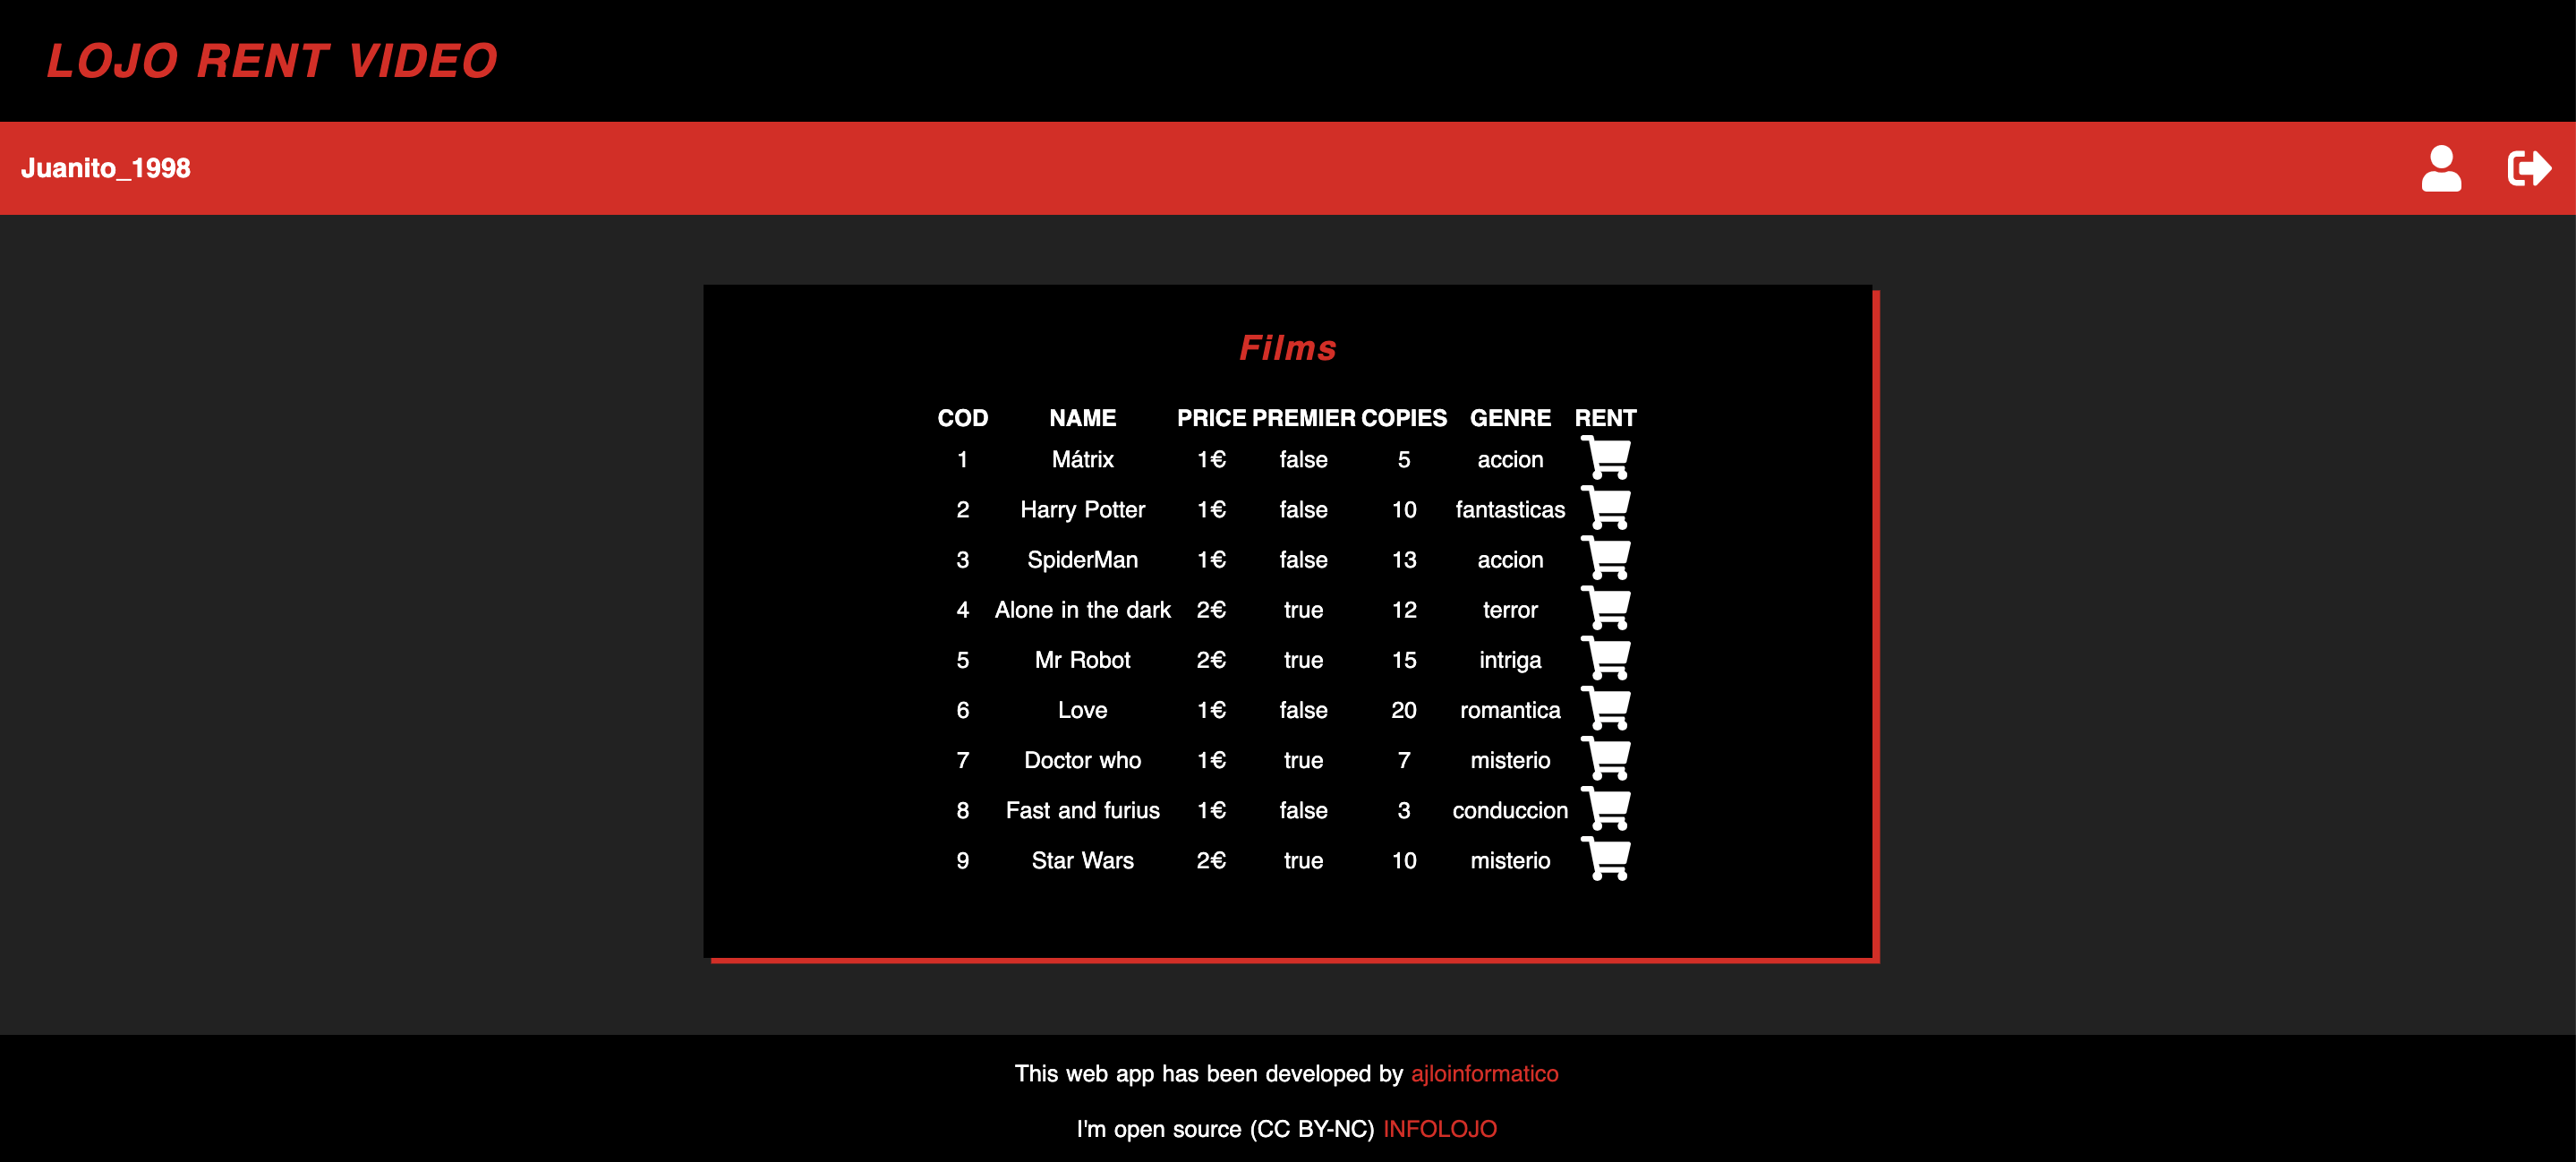 LOJO RENT VIDEO
Juanito_1998
Films
COD NAME PRICE PREMIER COPIES GENRE RENT
1 Mátrix 1€ false 5 accion
2 Harry Potter 1€ false 10 fantasticas
3 SpiderMan 1€ false 13 accion
4 Alone in the dark 2€ true 12 terror
5 Mr Robot 2€ true 15 intriga
6 Love 1€ false 20 romantica
7 Doctor who 1€ true 7 misterio
8 Fast and furius 1€ false 3 conduccion
9 Star Wars 2€ true 10 misterio
This web app has been developed by ajloinformatico
I'm open source (CC BY-NC) INFOLOJO